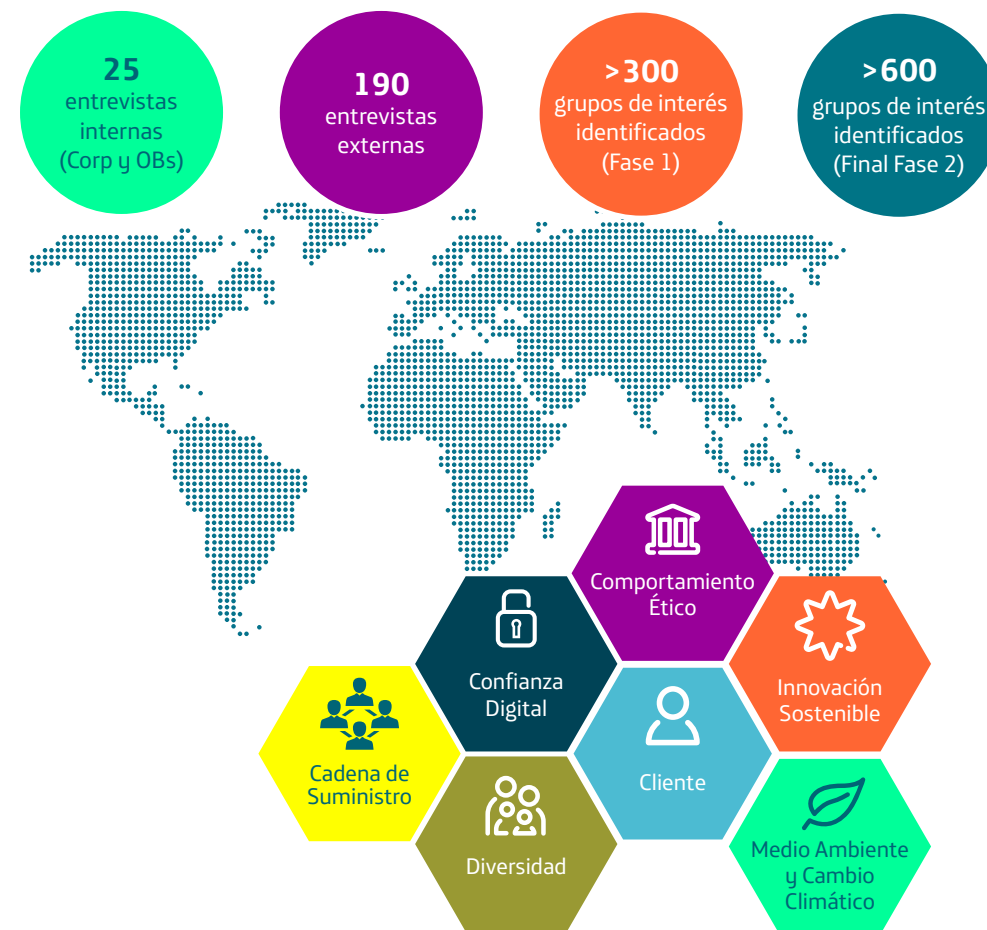 25
entrevistas
internas
(Corp y OBs)
190
entrevistas
externas
>300
grupos de interés
identificados
(Fase 1)
>600
grupos de interés
identificados
(Final Fase 2)
Comportamiento
Ético
Confianza
Digital
Innovación
Sostenible
Cadena de
Suministro
Cliente
Diversidad
Medio Ambiente
y Cambio
Climático